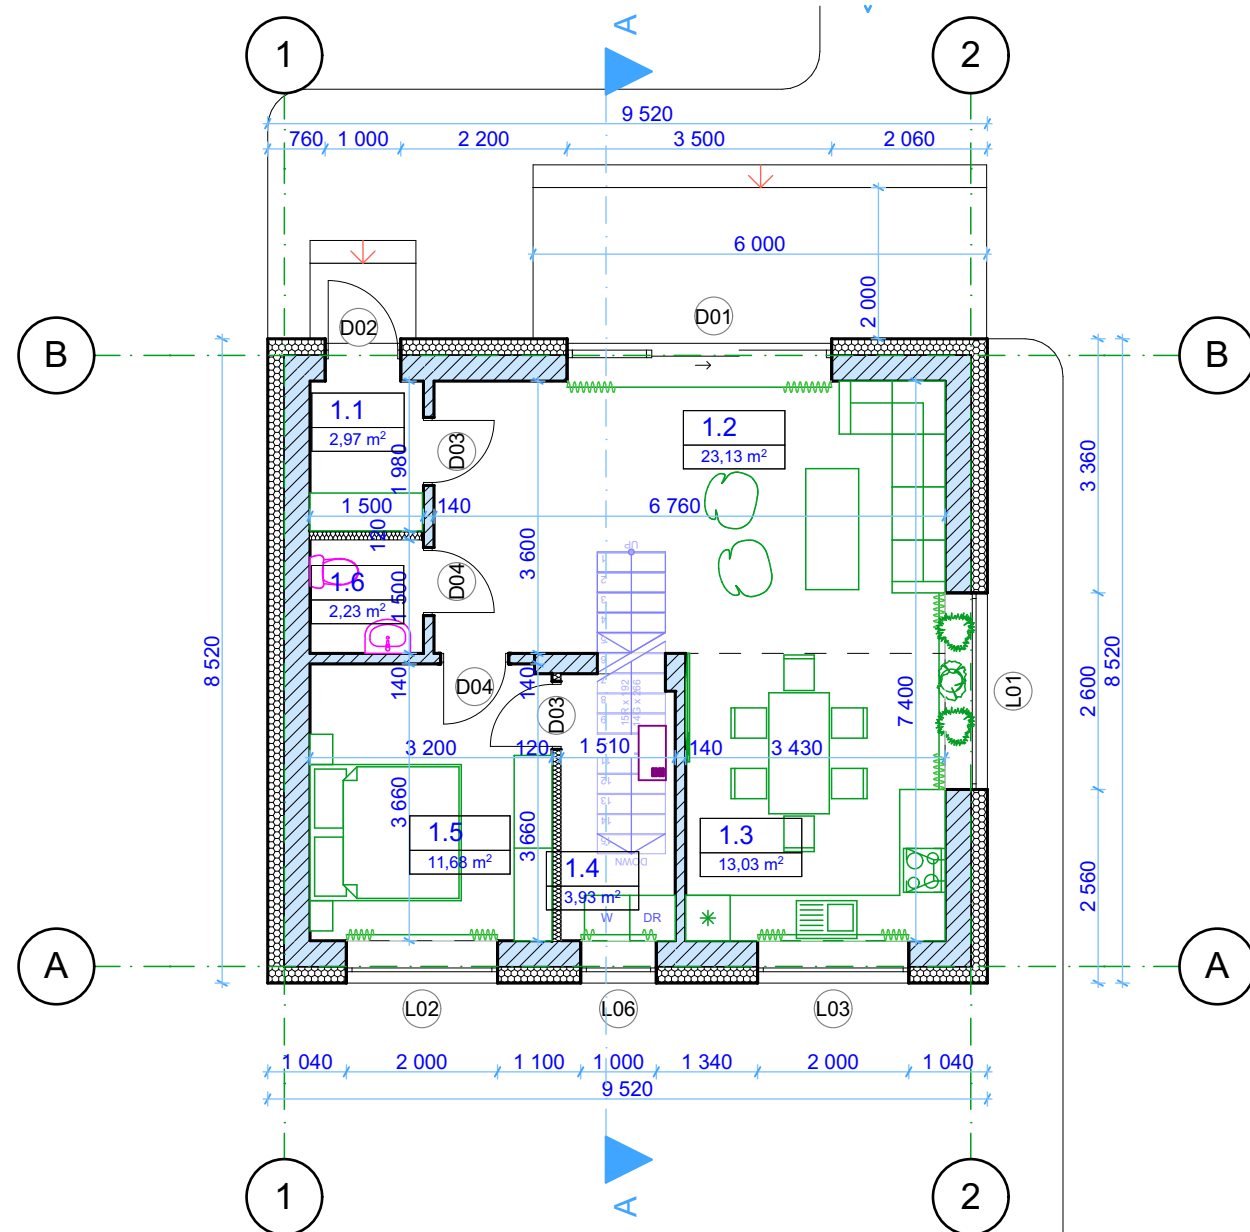 A
1
2
9 520
760 1 000 2 200 3 500 2 060
6 000
2 000
D02
D01
B
B
1.1
2,97 m²
1.2
23,13 m²
D03
1 980
3 360
1 500 140 6 760
120
UP
3 600
1.6
2,23 m²
1 500
D04
8 520
8 520
140
D04
140
D03
15R x 192
14G x 266
7 400
2 600
L01
3 200 120 1 510 140 3 430
3 660
3 660
1.5
11,68 m²
1.3
13,03 m²
DOWN
1.4
3,93 m²
2 560
W DR
A
A
L02
L06
L03
1 040 2 000 1 100 1 000 1 340 2 000 1 040
9 520
1
2
A